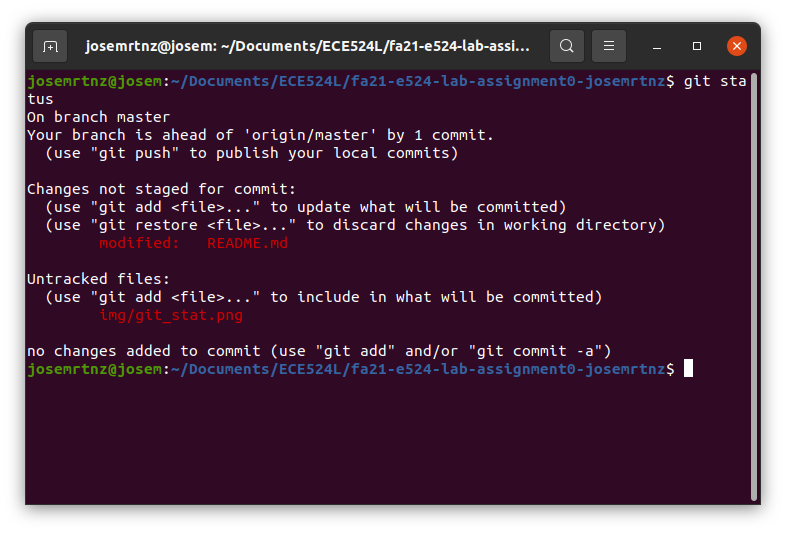 josemrtnz@josem: ~/Documents/ECE524L/fa21-e524-lab-assi...
josemrtnz@josem:~/Documents/ECE524L/fa21-e524-lab-assignment0-josemrtnz$ git sta
tus
On branch master
Your branch is ahead of 'origin/master' by 1 commit.
  (use "git push" to publish your local commits)

Changes not staged for commit:
  (use "git add <file>..." to update what will be committed)
  (use "git restore <file>..." to discard changes in working directory)
        modified:   README.md

Untracked files:
  (use "git add <file>..." to include in what will be committed)
        img/git_stat.png

no changes added to commit (use "git add" and/or "git commit -a")
josemrtnz@josem:~/Documents/ECE524L/fa21-e524-lab-assignment0-josemrtnz$